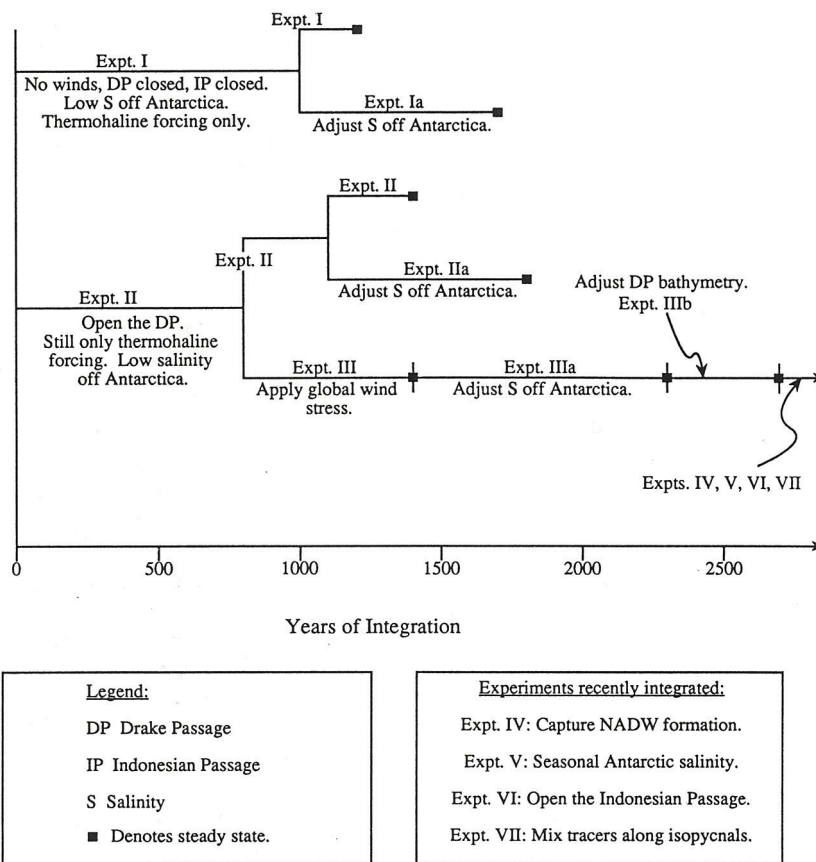 Expt. I
Expt. I
No winds, DP closed, IP closed.
Low S off Antarctica.
Thermohaline forcing only.
Expt. Ia
Adjust S off Antarctica.
Expt. II
Expt. II
Expt. IIa
Adjust S off Antarctica.
Expt. II
Open the DP.
Still only thermohaline
forcing. Low salinity
off Antarctica.
Adjust DP bathymetry.
Expt. IIIb
Expt. III
Apply global wind
stress.
Expt. IIIa
Adjust S off Antarctica.
Expts. IV, V, VI, VII
0 500 1000 1500 2000 2500
Years of Integration
Legend:
DP Drake Passage
IP Indonesian Passage
S Salinity
■ Denotes steady state.
Experiments recently integrated:
Expt. IV: Capture NADW formation.
Expt. V: Seasonal Antarctic salinity.
Expt. VI: Open the Indonesian Passage.
Expt. VII: Mix tracers along isopycnals.